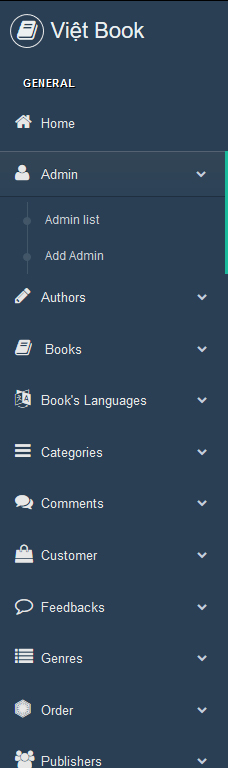 Việt Book
GENERAL
Home
Admin
Admin list
Add Admin
Authors
Books
Book's Languages
Categories
Comments
Customer
Feedbacks
Genres
Order
Publishers